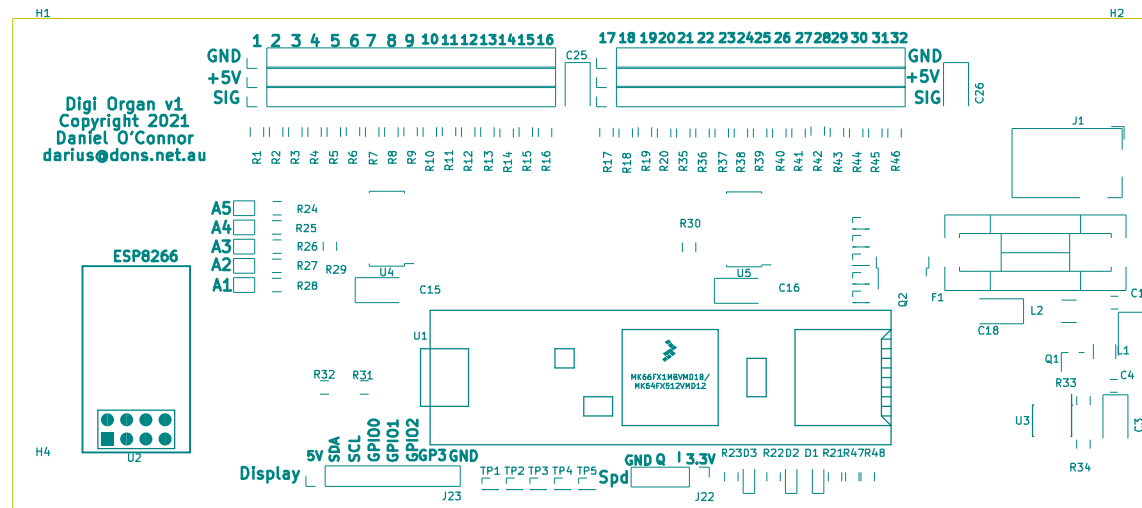 H1
H2
1 2 3 4 5 6 7 8 9 10 11 12 13 14 15 16
17 18 19 20 21 22 23 24 25 26 27 28 29 30 31 32
GND
C25
GND
+5V
+5V
SIG
SIG
C26
Digi Organ v1
Copyright 2021
Daniel O'Connor
darius@dons.net.au
J1
R1 R2 R3 R4 R5 R6 R7 R8 R9 R10 R11 R12 R13 R14 R15 R16
R17 R18 R19 R20 R35 R36 R37 R38 R39 R40 R41 R42 R43 R44 R45 R46
A5
R24
A4
R25
A3
R26
A2
R27
A1
R28
R29
R30
ESP8266
U4
U5
C15
C16
Q2
F1
C1
L2
C18
U1
MK66FX1M0VMD18/
MK64FX512VMD12
Q1
L1
R32
R31
C4
R33
U3
C3
R34
H4
U2
5V SDA SCL GPIO0 GPIO1 GPIO2 GP3 GND
Display
J23
TP1 TP2 TP3 TP4 TP5
GND Q I 3.3V
Spd
J22
R23 D3 R22 D2 D1 R21 R47 R48